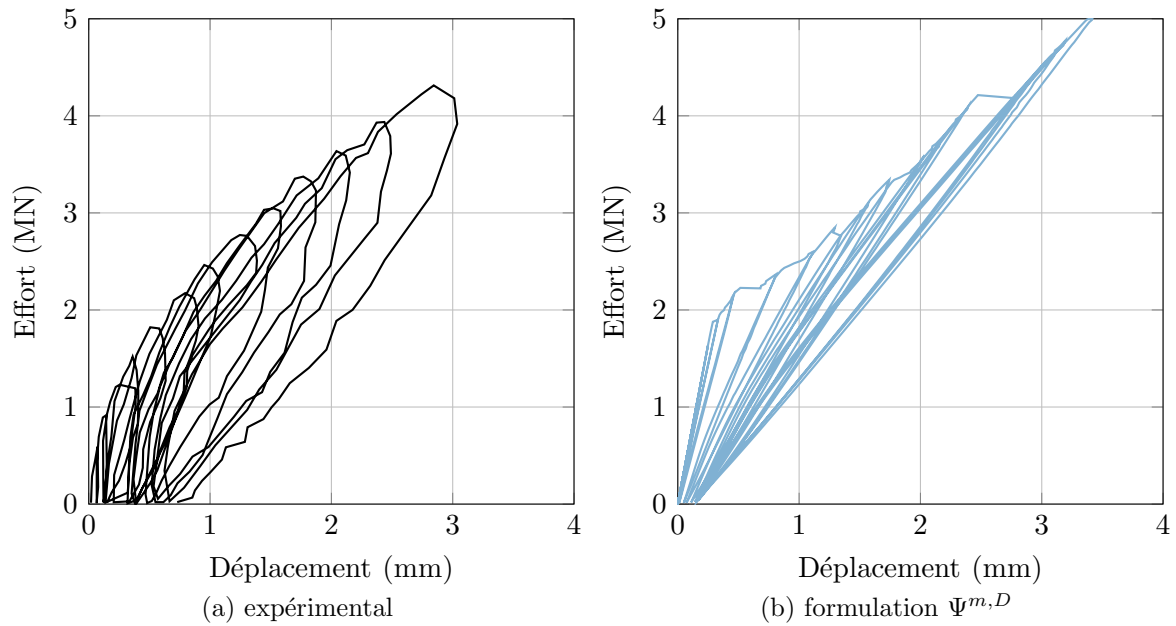 5
4
3
2
1
0
Effort (MN)
0 1 2 3 4
Déplacement (mm)
(a) expérimental
5
4
3
2
1
0
Effort (MN)
0 1 2 3 4
Déplacement (mm)
(b) formulation Ψ^{m,D}